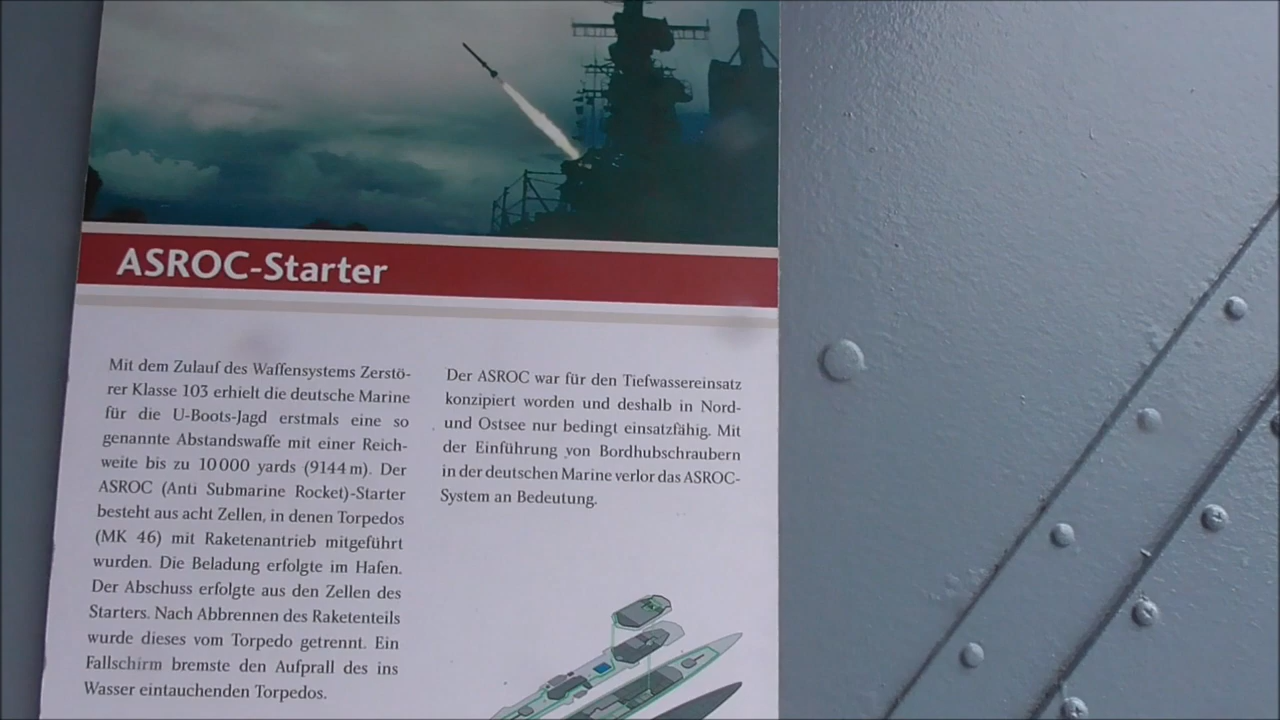 ASROC-Starter
Mit dem Zulauf des Waffensystems Zerstö-
rer Klasse 103 erhielt die deutsche Marine
für die U-Boots-Jagd erstmals eine so
genannte Abstandswaffe mit einer Reich-
weite bis zu 10 000 yards (9144 m). Der
ASROC (Anti Submarine Rocket)-Starter
besteht aus acht Zellen, in denen Torpedos
(MK 46) mit Raketenantrieb mitgeführt
wurden. Die Beladung erfolgte im Hafen.
Der Abschuss erfolgte aus den Zellen des
Starters. Nach Abbrennen des Raketenteils
wurde dieses vom Torpedo getrennt. Ein
Fallschirm bremste den Aufprall des ins
Wasser eintauchenden Torpedos.
Der ASROC war für den Tiefwassereinsatz
konzipiert worden und deshalb in Nord-
und Ostsee nur bedingt einsatzfähig. Mit
der Einführung von Bordhubschraubern
in der deutschen Marine verlor das ASROC-
System an Bedeutung.